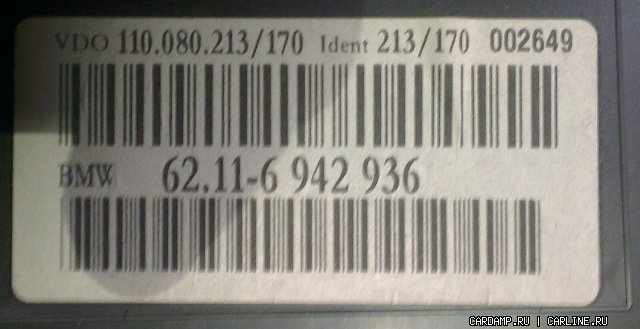 VDO 110.080.213/170 Ident 213/170 002649
BMW 62.11-6 942 936
CARDAMP.RU | CARLINE.RU